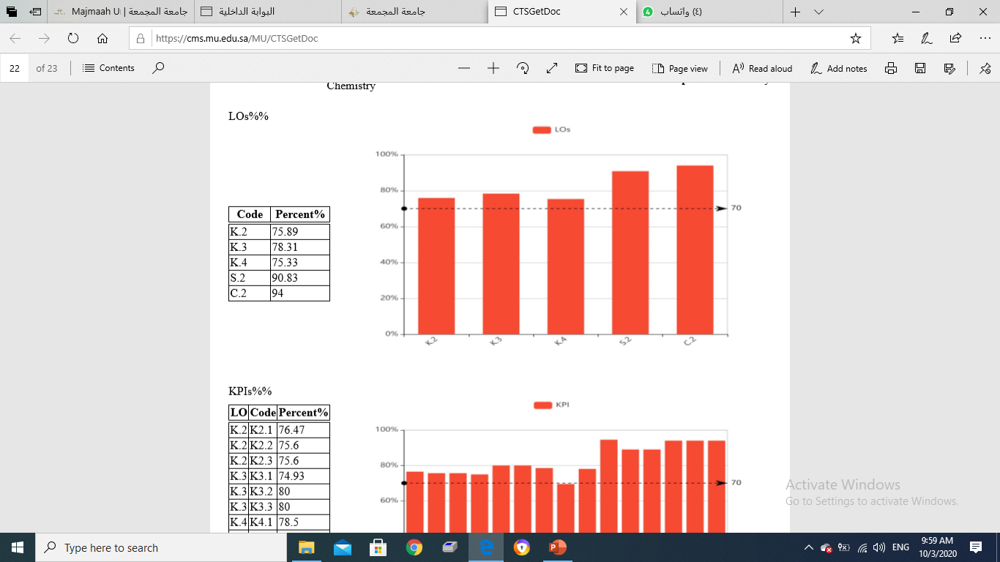 Majmaah Ui | جامعة المجمعة
البوابة الداخلية
جامعة المجمعة
CTSGetDoc
4
(٤) واتساب
https://cms.mu.edu.sa/MU/CTSGetDoc
22 of 23
Contents
Fit to page
Page view
Read aloud
Add notes
Chemistry
LOs%%
LOs
100%
80%
70
60%
40%
20%
0%
K.2 K.3 K.4 S.2 C.2
Code Percent%
K.2 75.89
K.3 78.31
K.4 75.33
S.2 90.83
C.2 94
KPIs%%
KPI
LO Code Percent%
K.2 K2.1 76.47
K.2 K2.2 75.6
K.2 K2.3 75.6
K.3 K3.1 74.93
K.3 K3.2 80
K.3 K3.3 80
K.4 K4.1 78.5
100%
80%
70
60%
Activate Windows
Go to Settings to activate Windows.
Type here to search
ENG
9:59 AM
10/3/2020